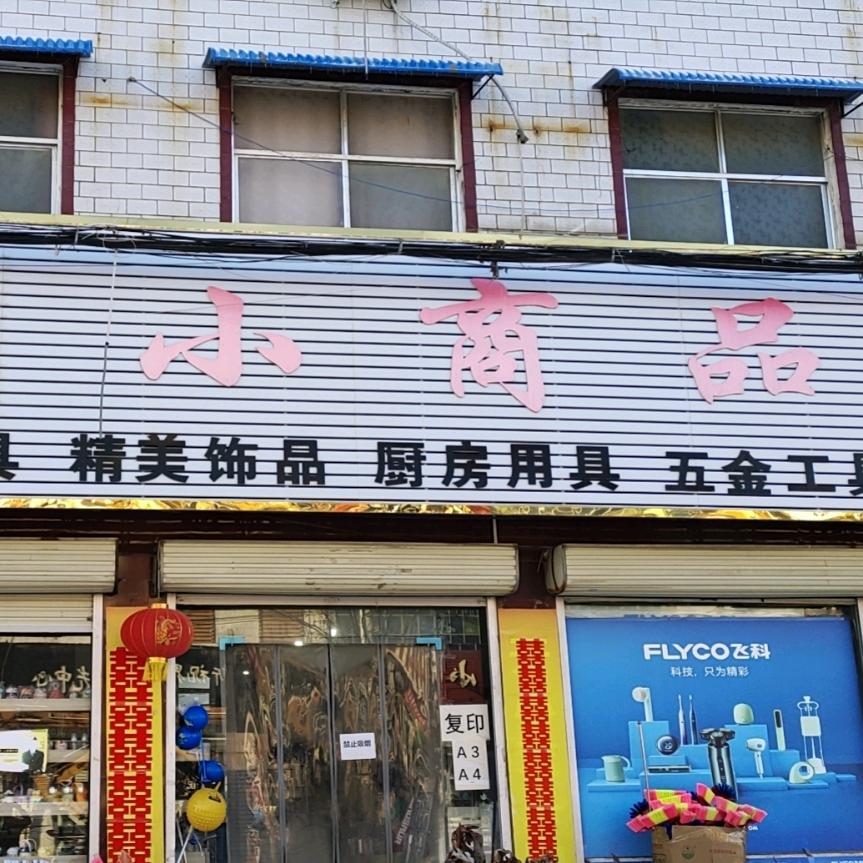 小商品
具 精美饰品 厨房用具 五金工具
FLYCO飞科
科技，只为精彩
复印
A3
A4
禁止吸烟
小